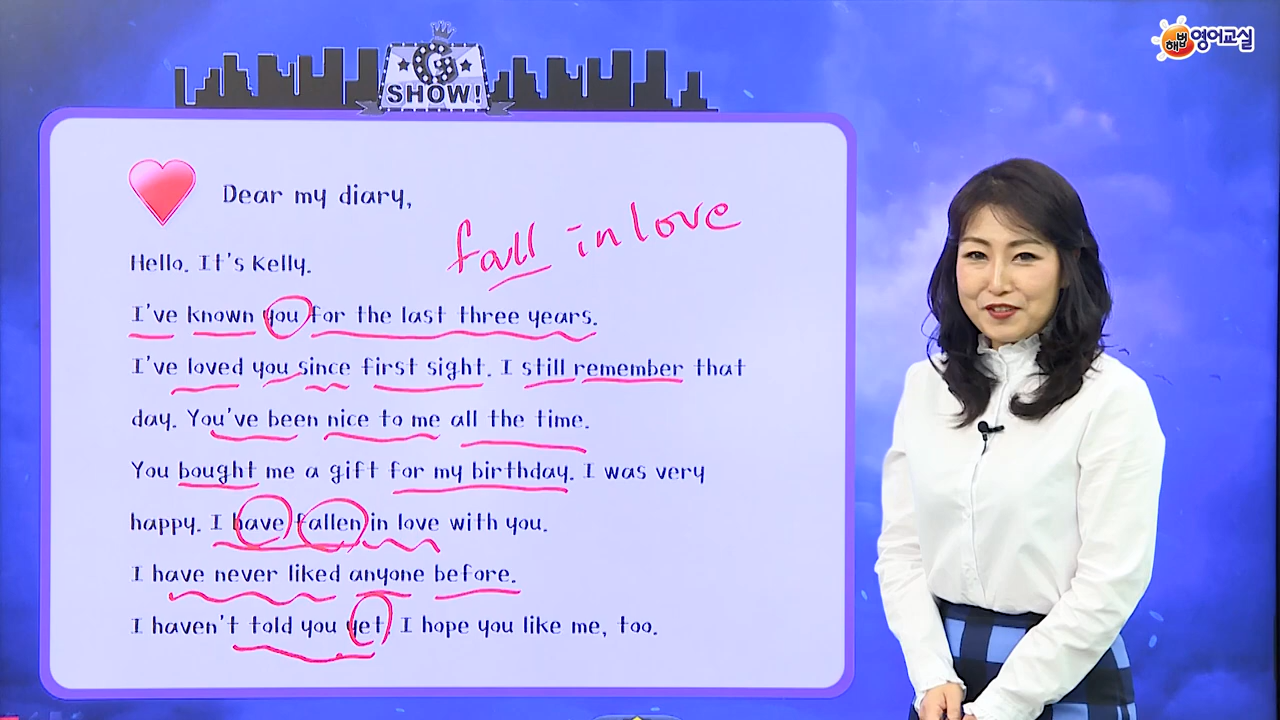 해법영어교실
G
SHOW!
Dear my diary,
fall in love
Hello. It's Kelly.
I've known you for the last three years.
I've loved you since first sight. I still remember that
day. You've been nice to me all the time.
You bought me a gift for my birthday. I was very
happy. I have fallen in love with you.
I have never liked anyone before.
I haven't told you yet. I hope you like me, too.